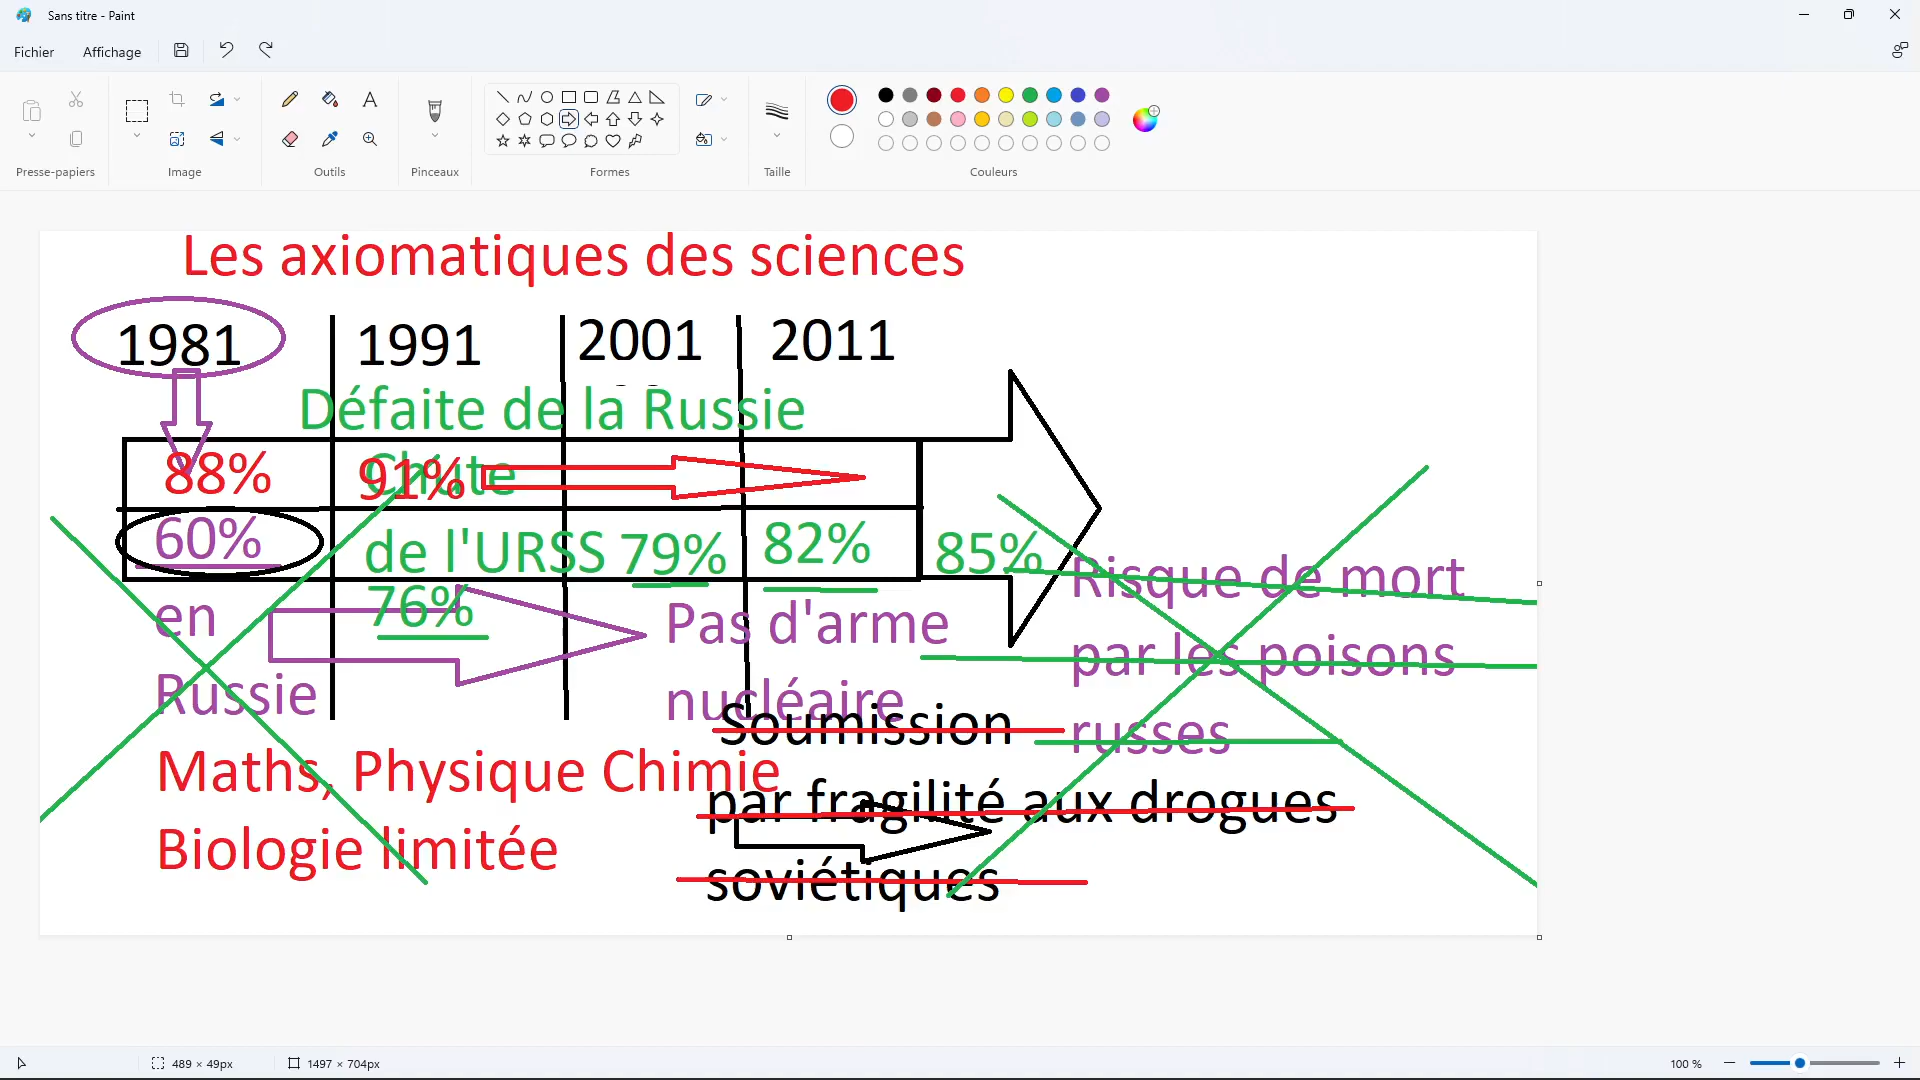 Sans titre - Paint
Fichier Affichage
Presse-papiers Image Outils Pinceaux Formes Taille Couleurs
Les axiomatiques des sciences
1981 1991 2001 2011
Défaite de la Russie
88% 91% Chute
60% de l'URSS 79% 82% 85%
en 76%
Russie
Pas d'arme
nucléaire
Risque de mort
par les poisons
russes
Soumission
par fragilité aux drogues
soviétiques
Maths, Physique Chimie
Biologie limitée
489 × 49px 1497 × 704px 100 %